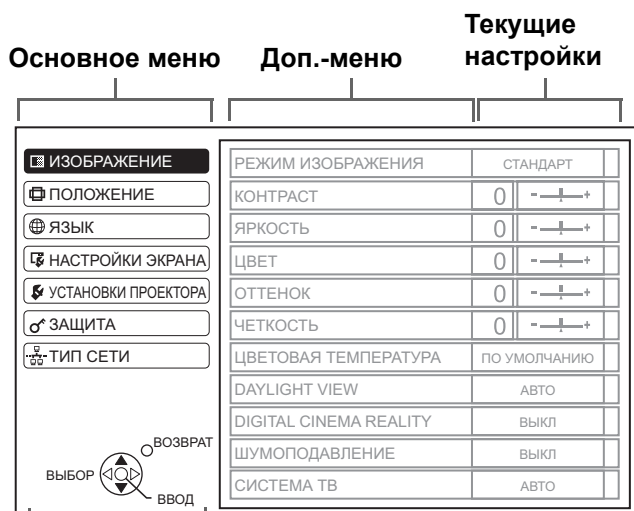 Основное меню
Доп.-меню
Текущие
настройки
ИЗОБРАЖЕНИЕ
ПОЛОЖЕНИЕ
ЯЗЫК
НАСТРОЙКИ ЭКРАНА
УСТАНОВКИ ПРОЕКТОРА
ЗАЩИТА
ТИП СЕТИ
ВОЗВРАТ
ВЫБОР
ВВОД
РЕЖИМ ИЗОБРАЖЕНИЯ СТАНДАРТ
КОНТРАСТ 0 - +
ЯРКОСТЬ 0 - +
ЦВЕТ 0 - +
ОТТЕНОК 0 - +
ЧЕТКОСТЬ 0 - +
ЦВЕТОВАЯ ТЕМПЕРАТУРА ПО УМОЛЧАНИЮ
DAYLIGHT VIEW АВТО
DIGITAL CINEMA REALITY ВЫКЛ
ШУМОПОДАВЛЕНИЕ ВЫКЛ
СИСТЕМА ТВ АВТО